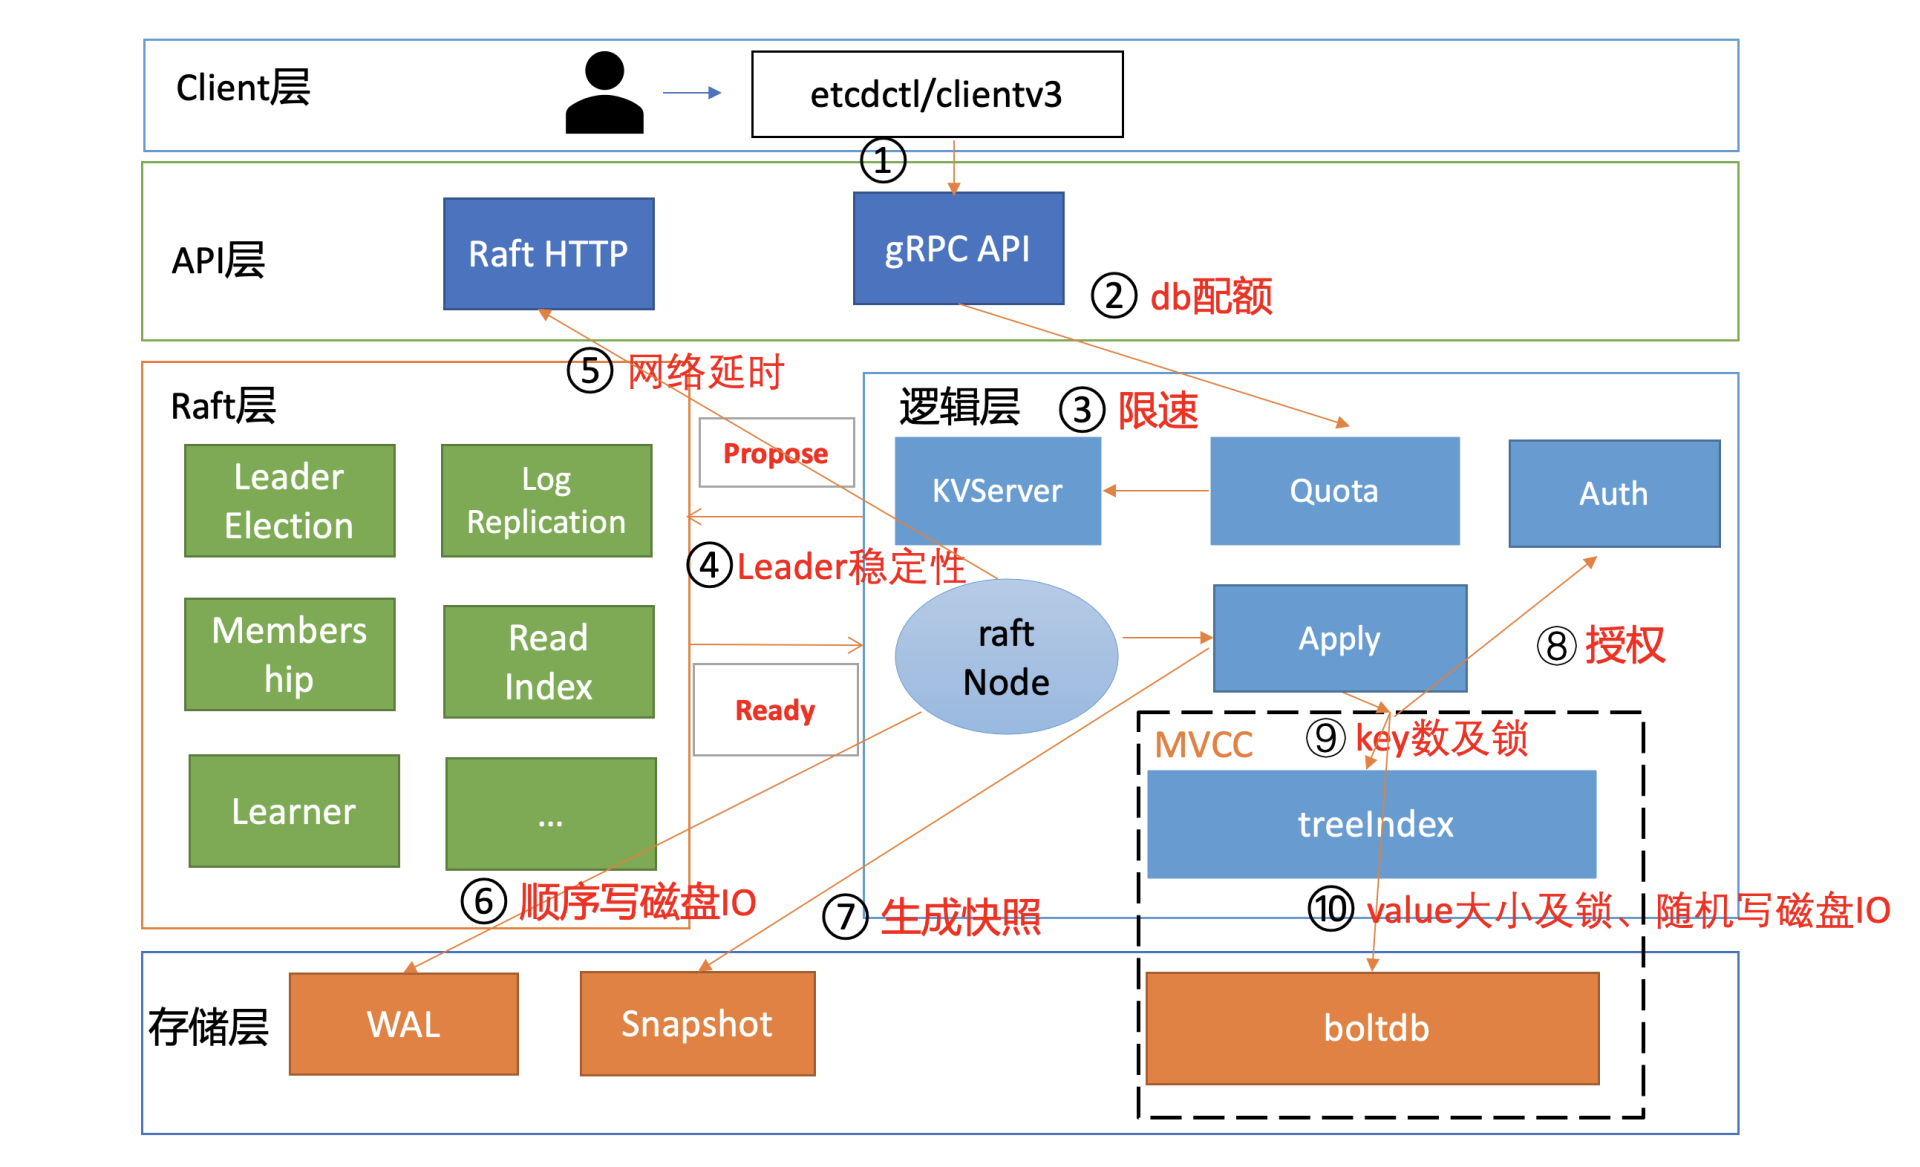 Client层
etcdctl/clientv3
①
API层
Raft HTTP
gRPC API
② db配额
⑤ 网络延时
Raft层
逻辑层
③ 限速
Leader
Election
Log
Replication
Propose
KVServer
Quota
Auth
④ Leader稳定性
Members
hip
Read
Index
Ready
raft
Node
Apply
⑧ 授权
MVCC
⑨ key数及锁
Learner
...
treeIndex
⑥ 顺序写磁盘IO
⑦ 生成快照
⑩ value大小及锁、随机写磁盘IO
存储层
WAL
Snapshot
boltdb